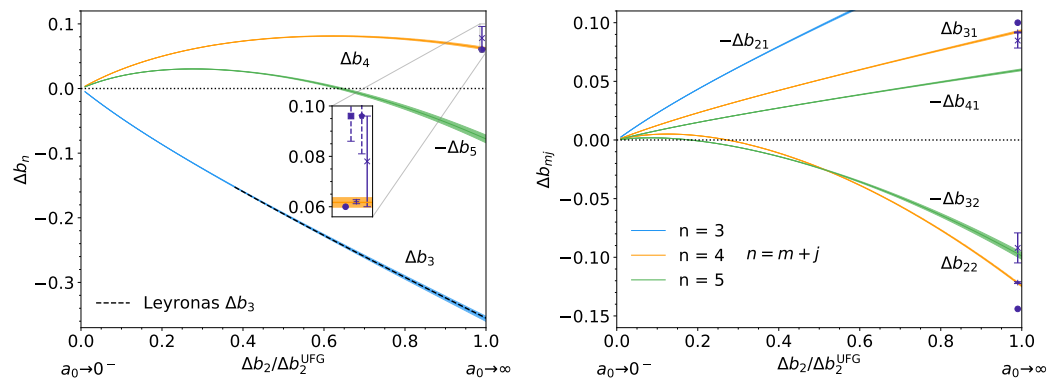 0.1
0.0
−0.1
−0.2
−0.3
Δb_n
Δb_4
−Δb_5
Δb_3
0.10
0.08
0.06
Leyronas Δb_3
0.0 0.2 0.4 0.6 0.8 1.0
a_0→0^− Δb_2/Δb_2^UFG a_0→∞
0.10
0.05
0.00
−0.05
−0.10
−0.15
Δb_mj
−Δb_21
Δb_31
−Δb_41
−Δb_32
Δb_22
n = 3
n = 4 n = m + j
n = 5
0.0 0.2 0.4 0.6 0.8 1.0
a_0→0^− Δb_2/Δb_2^UFG a_0→∞